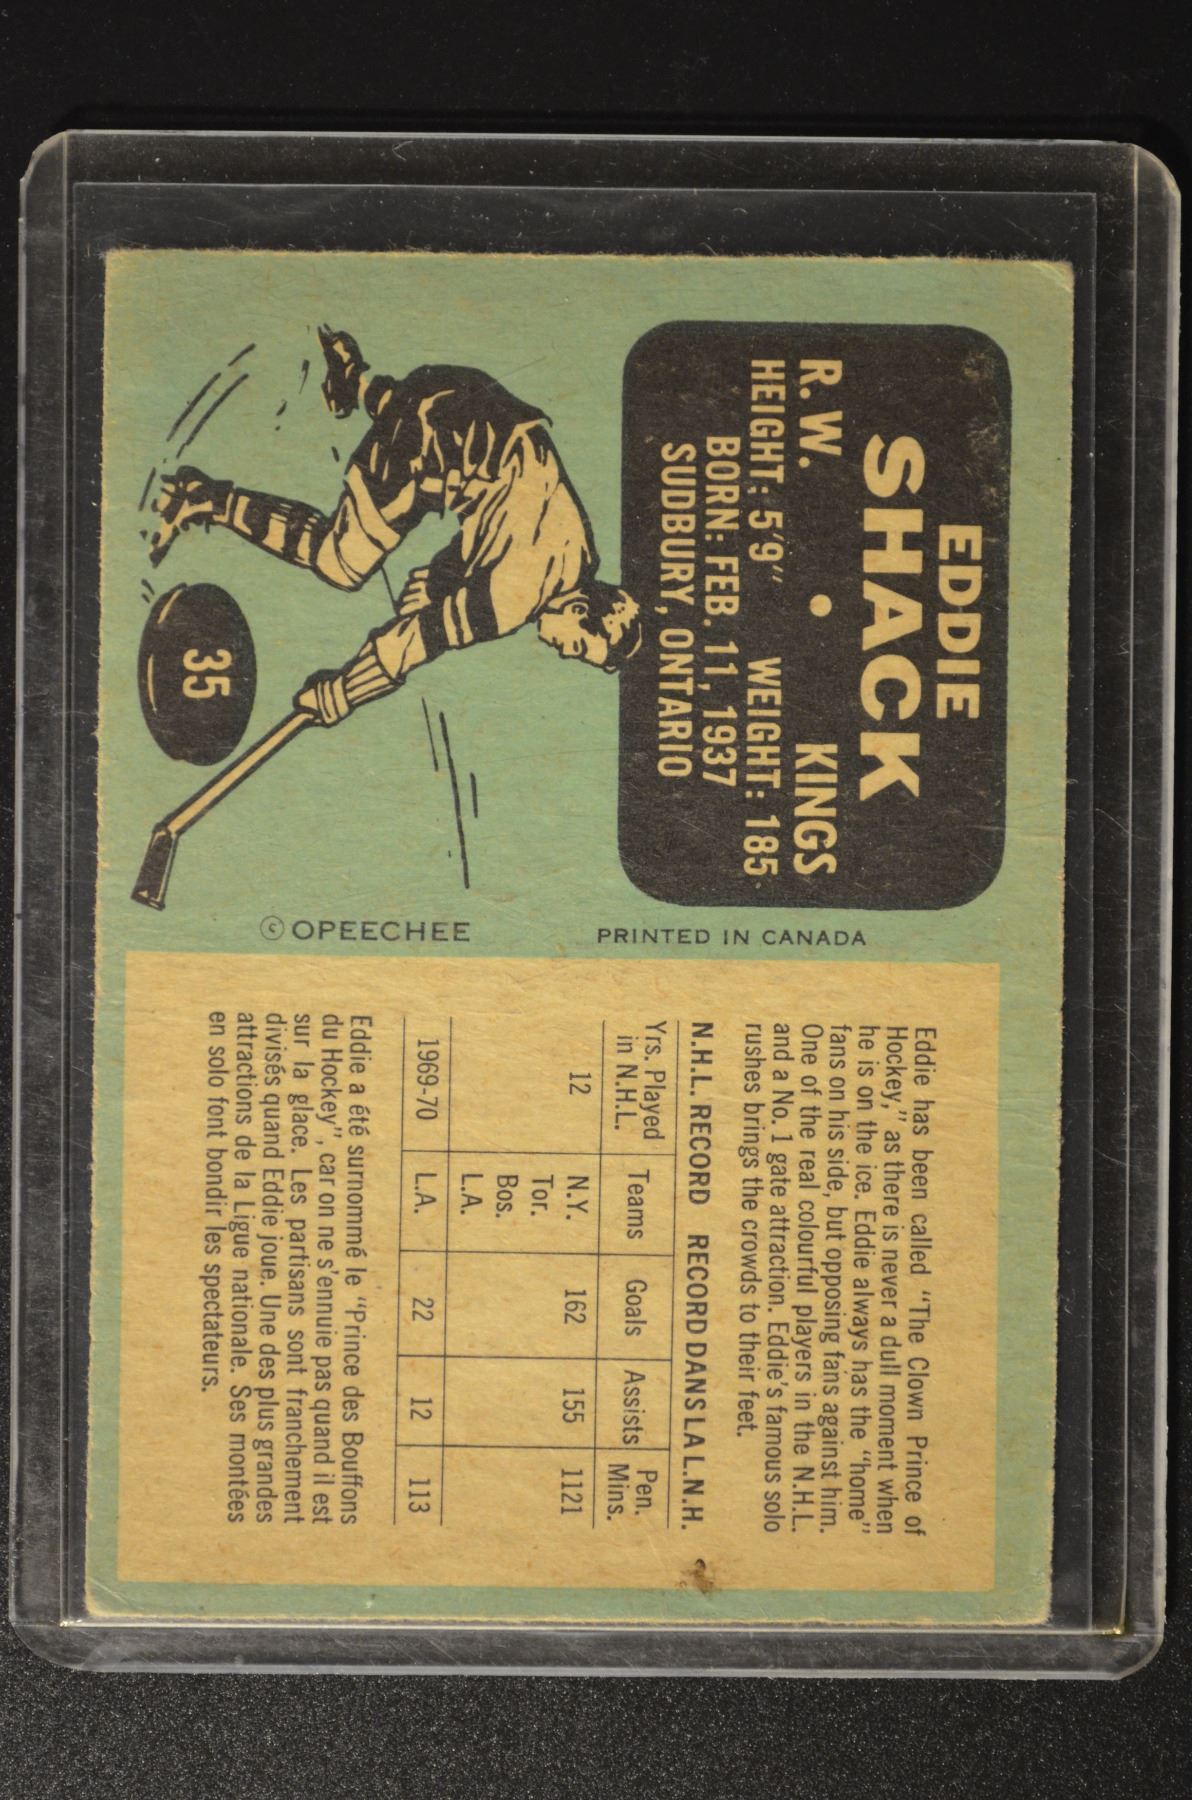 EDDIE
SHACK
R.W. • KINGS
HEIGHT: 5'9" WEIGHT: 185
BORN: FEB. 11, 1937
SUDBURY, ONTARIO
35
© OPEECHEE PRINTED IN CANADA
Eddie has been called "The Clown Prince of
Hockey," as there is never a dull moment when
he is on the ice. Eddie always has the "home"
fans on his side, but opposing fans against him.
One of the real colourful players in the N.H.L.
and a No. 1 gate attraction. Eddie's famous solo
rushes brings the crowds to their feet.
N.H.L. RECORD RECORD DANS LA L.N.H.
Yrs. Played in N.H.L. Teams Goals Assists Pen. Mins.
12 N.Y. 162 155 1121
Tor.
Bos.
L.A.
1969-70 L.A. 22 12 113
Eddie a été surnommé le "Prince des Bouffons
du Hockey", car on ne s'ennuie pas quand il est
sur la glace. Les partisans sont franchement
divisés quand Eddie joue. Une des plus grandes
attractions de la Ligue nationale. Ses montées
en solo font bondir les spectateurs.